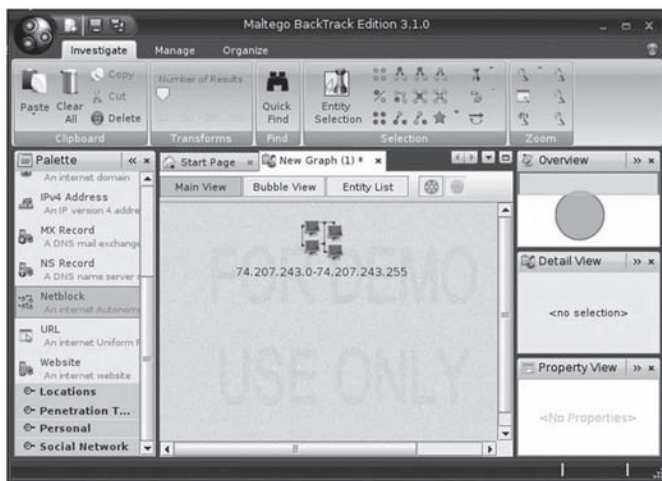 Maltego BackTrack Edition 3.1.0
Investigate Manage Organize
Paste
Clear All
Copy
Cut
Delete
Clipboard
Number of Results
Transforms
Quick Find
Find
Entity Selection
Selection
Zoom
Palette
An internet domain
IPv4 Address
An IP version 4 addre
MX Record
A DNS mail exchange
NS Record
A DNS name server
Netblock
An internet Autonom
URL
An internet Uniform R
Website
An internet website
Locations
Penetration T...
Personal
Social Network
Start Page
New Graph (1) *
Main View Bubble View Entity List
74.207.243.0-74.207.243.255
FOR DEMO
USE ONLY
Overview
Detail View
<no selection>
Property View
<No Properties>